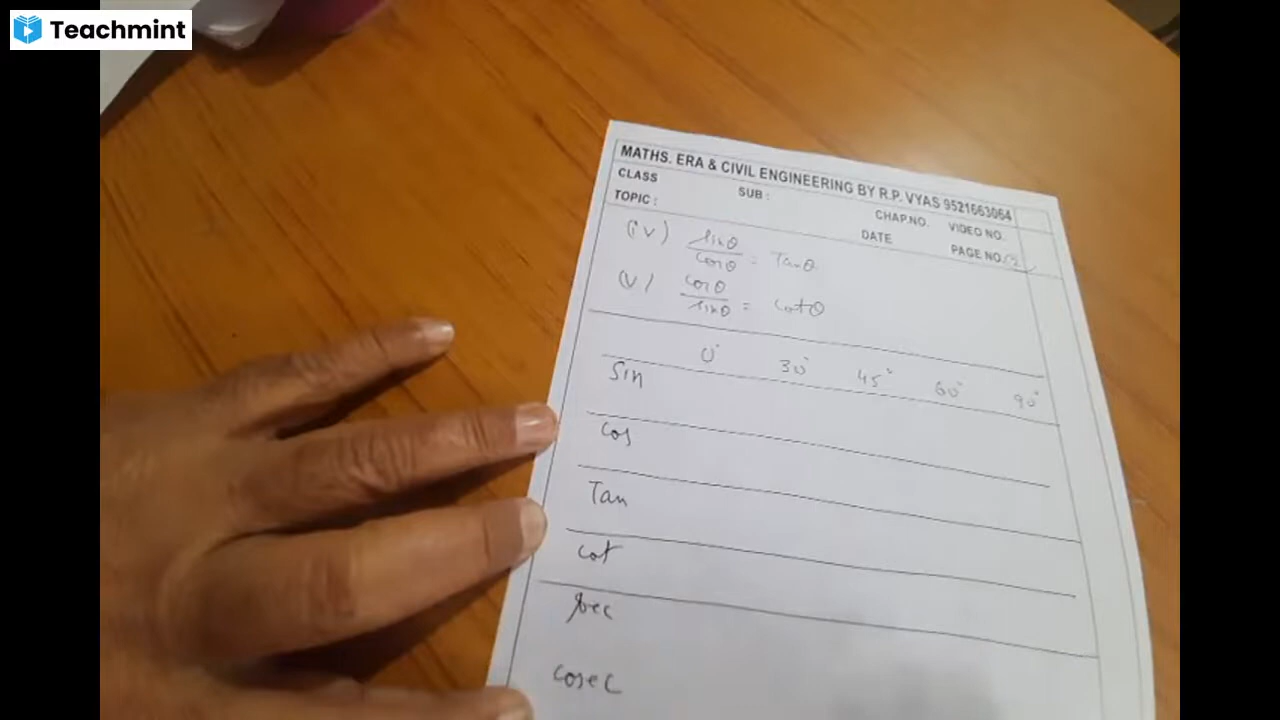 Teachmint
MATHS. ERA & CIVIL ENGINEERING BY R.P. VYAS 9521663064
CLASS SUB : CHAP.NO. VIDEO NO.
TOPIC : DATE PAGE NO.
(iv) sinθ/cosθ = Tanθ
(v) cosθ/sinθ = cotθ
0° 30° 45° 60° 90°
Sin
cos
Tan
cot
sec
cosec